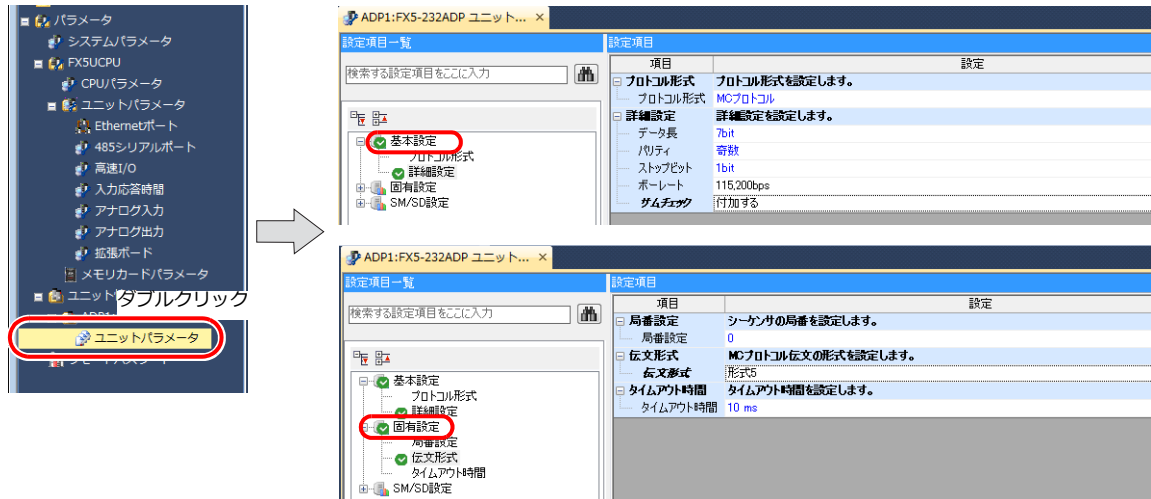 パラメータ
システムパラメータ
FX5UCPU
CPUパラメータ
ユニットパラメータ
Ethernetポート
485シリアルポート
高速I/O
入力応答時間
アナログ入力
アナログ出力
拡張ボード
メモリカードパラメータ
ダブルクリック
ユニットパラメータ
ADP1:FX5-232ADP ユニット... ×
設定項目一覧
検索する設定項目をここに入力
基本設定
プロトコル形式
詳細設定
固有設定
SM/SD設定
設定項目
項目 設定
プロトコル形式 プロトコル形式を設定します。
プロトコル形式 MCプロトコル
詳細設定 詳細設定を設定します。
データ長 7bit
パリティ 奇数
ストップビット 1bit
ボーレート 115,200bps
サムチェック 付加する
ADP1:FX5-232ADP ユニット... ×
設定項目一覧
検索する設定項目をここに入力
基本設定
プロトコル形式
詳細設定
固有設定
局番設定
伝文形式
タイムアウト時間
SM/SD設定
設定項目
項目 設定
局番設定 シーケンサの局番を設定します。
局番設定 0
伝文形式 MCプロトコル伝文の形式を設定します。
伝文形式 形式5
タイムアウト時間 タイムアウト時間を設定します。
タイムアウト時間 10 ms